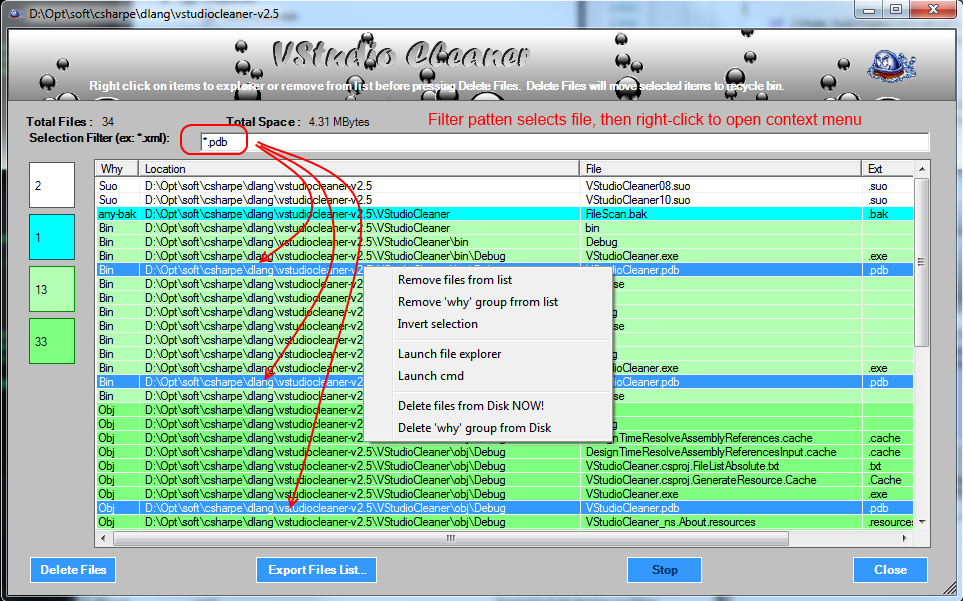 D:\Opt\soft\csharpe\dlang\vstudiocleaner-v2.5
VStudio Cleaner
Right click on items to explorer or remove from list before pressing Delete Files. Delete Files will move selected items to recycle bin.
Total Files : 34 Total Space : 4.31 MBytes
Filter patten selects file, then right-click to open context menu
Selection Filter (ex: *.xml): *.pdb
2
1
13
33
Why Location File Ext
Suo D:\Opt\soft\csharpe\dlang\vstudiocleaner-v2.5 VStudioCleaner08.suo .suo
Suo D:\Opt\soft\csharpe\dlang\vstudiocleaner-v2.5 VStudioCleaner10.suo .suo
any-bak D:\Opt\soft\csharpe\dlang\vstudiocleaner-v2.5\VStudioCleaner FileScan.bak .bak
Bin D:\Opt\soft\csharpe\dlang\vstudiocleaner-v2.5\VStudioCleaner bin
Bin D:\Opt\soft\csharpe\dlang\vstudiocleaner-v2.5\VStudioCleaner\bin Debug
Bin D:\Opt\soft\csharpe\dlang\vstudiocleaner-v2.5\VStudioCleaner\bin\Debug VStudioCleaner.exe .exe
Bin D:\Opt\soft\csharpe\dlang\vstudiocleaner-v2 .pdb
Bin D:\Opt\soft\csharpe\dlang\vstudiocleaner-v2
Bin D:\Opt\soft\csharpe\dlang\vstudiocleaner-v2
Bin D:\Opt\soft\csharpe\dlang\vstudiocleaner-v2
Bin D:\Opt\soft\csharpe\dlang\vstudiocleaner-v2
Bin D:\Opt\soft\csharpe\dlang\vstudiocleaner-v2
Bin D:\Opt\soft\csharpe\dlang\vstudiocleaner-v2
Bin D:\Opt\soft\csharpe\dlang\vstudiocleaner-v2 Cleaner.exe .exe
Bin D:\Opt\soft\csharpe\dlang\vstudiocleaner-v2 Cleaner.pdb .pdb
Bin D:\Opt\soft\csharpe\dlang\vstudiocleaner-v2
Obj D:\Opt\soft\csharpe\dlang\vstudiocleaner-v2
Obj D:\Opt\soft\csharpe\dlang\vstudiocleaner-v2
Obj D:\Opt\soft\csharpe\dlang\vstudiocleaner-v2.5\VStudioCleaner\obj\Debug DesignTimeResolveAssemblyReferences.cache .cache
Obj D:\Opt\soft\csharpe\dlang\vstudiocleaner-v2.5\VStudioCleaner\obj\Debug DesignTimeResolveAssemblyReferencesInput.cache .cache
Obj D:\Opt\soft\csharpe\dlang\vstudiocleaner-v2.5\VStudioCleaner\obj\Debug VStudioCleaner.csproj.FileListAbsolute.txt .txt
Obj D:\Opt\soft\csharpe\dlang\vstudiocleaner-v2.5\VStudioCleaner\obj\Debug VStudioCleaner.csproj.GenerateResource.Cache .Cache
Obj D:\Opt\soft\csharpe\dlang\vstudiocleaner-v2.5\VStudioCleaner\obj\Debug VStudioCleaner.exe .exe
Obj D:\Opt\soft\csharpe\dlang\vstudiocleaner-v2.5\VStudioCleaner\obj\Debug VStudioCleaner.pdb .pdb
Obj D:\Opt\soft\csharpe\dlang\vstudiocleaner-v2.5\VStudioCleaner\obj\Debug VStudioCleaner_ns.About.resources .resources
Remove files from list
Remove 'why' group frrom list
Invert selection
Launch file explorer
Launch cmd
Delete files from Disk NOW!
Delete 'why' group from Disk
Delete Files Export Files List... Stop Close